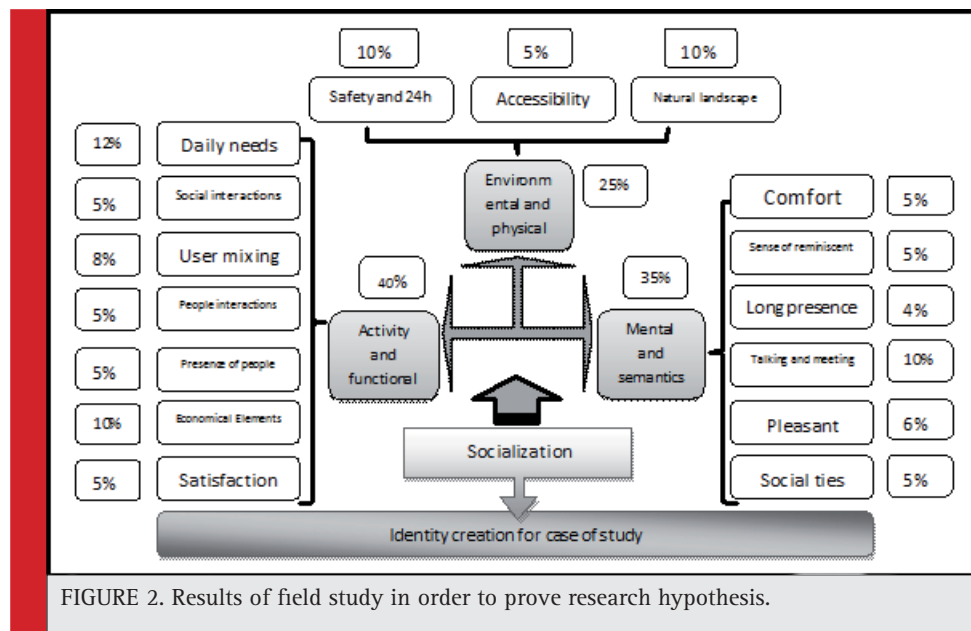 10%
5%
10%
Safety and 24h
Accessibility
Natural landscape
12%
Daily needs
5%
Social interactions
8%
User mixing
5%
People interactions
5%
Presence of people
10%
Economical Elements
5%
Satisfaction
Environm
ental and
physical
25%
40%
Activity
and
functional
35%
Mental
and
semantics
Comfort
5%
Sense of reminiscent
5%
Long presence
4%
Talking and meeting
10%
Pleasant
6%
Social ties
5%
Socialization
Identity creation for case of study
FIGURE 2. Results of field study in order to prove research hypothesis.